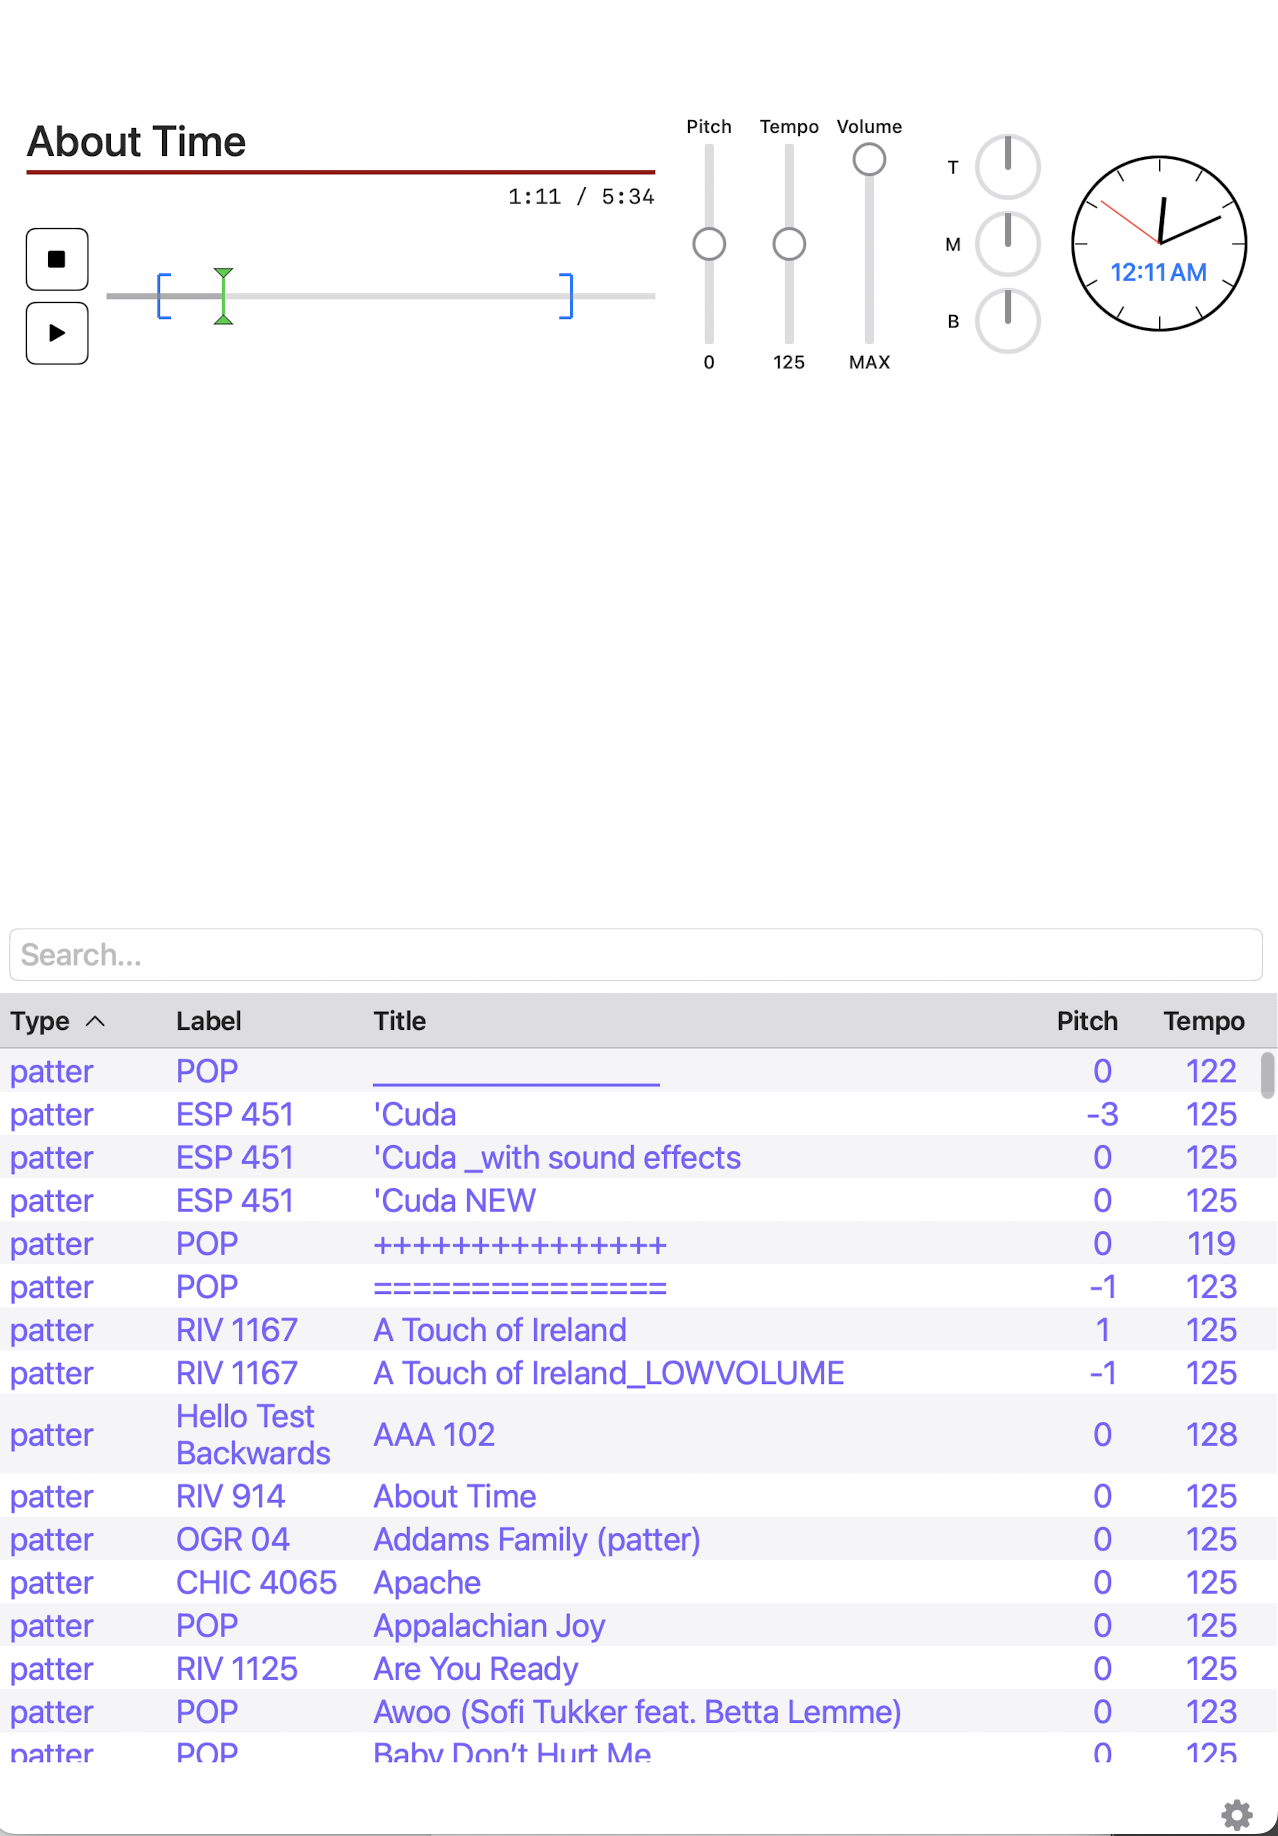 About Time
1:11 / 5:34
Pitch Tempo Volume
0 125 MAX
T
M
B
12:11 AM
Search...
Type Label Title Pitch Tempo
patter POP _______________ 0 122
patter ESP 451 'Cuda -3 125
patter ESP 451 'Cuda _with sound effects 0 125
patter ESP 451 'Cuda NEW 0 125
patter POP +++++++++++++++ 0 119
patter POP =============== -1 123
patter RIV 1167 A Touch of Ireland 1 125
patter RIV 1167 A Touch of Ireland_LOWVOLUME -1 125
patter Hello Test Backwards AAA 102 0 128
patter RIV 914 About Time 0 125
patter OGR 04 Addams Family (patter) 0 125
patter CHIC 4065 Apache 0 125
patter POP Appalachian Joy 0 125
patter RIV 1125 Are You Ready 0 125
patter POP Awoo (Sofi Tukker feat. Betta Lemme) 0 123
patter POP Baby Don’t Hurt Me 0 125